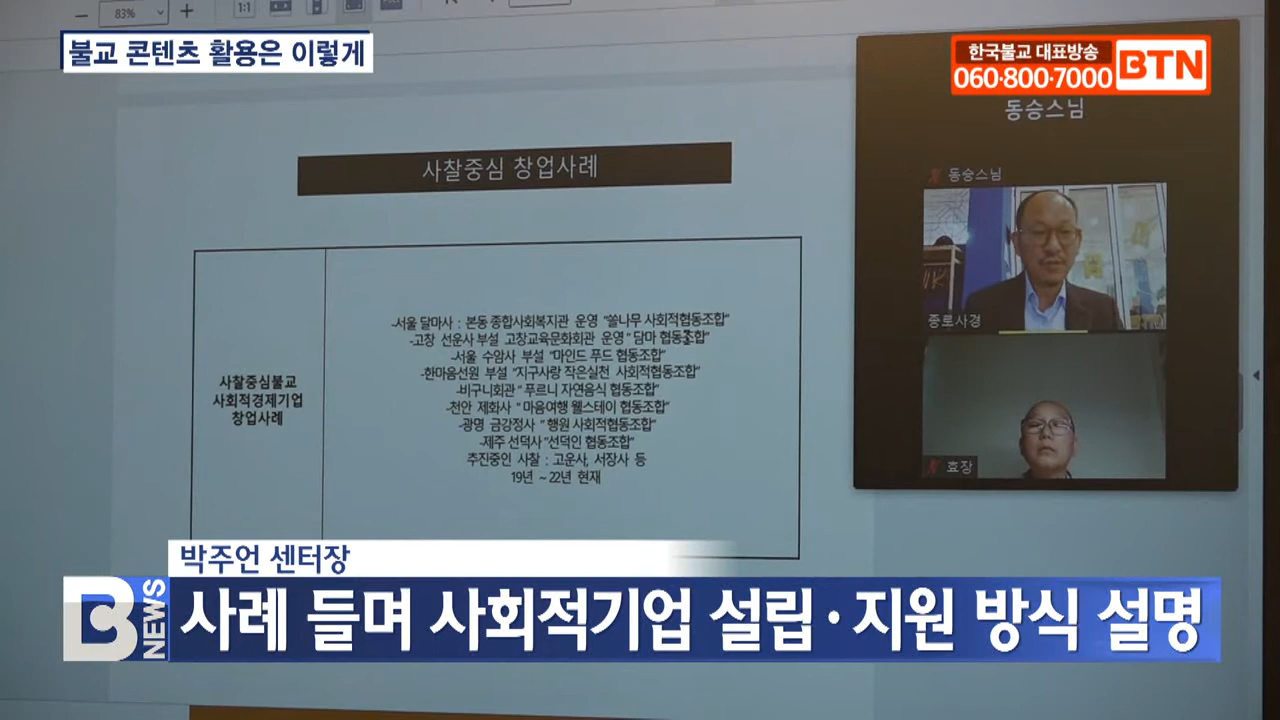 83%
1:1
불교 콘텐츠 활용은 이렇게
한국불교 대표방송
060·800·7000
BTN
동승스님
사찰중심 창업사례
동승스님
증로사경
효장
사찰중심불교
사회적경제기업
창업사례
-서울 달마사 : 본동 종합사회복지관 운영 "쏠나무 사회적협동조합"
-고창 선운사 부설 고창교육문화회관 운영 " 담마 협동조합"
-서울 수암사 부설 "마인드 푸드 협동조합"
-한마음선원 부설 "지구사랑 작은실천 사회적협동조합"
-비구니회관 " 푸르니 자연음식 협동조합"
-천안 제화사 " 마음여행 웰스테이 협동조합"
-광명 금강정사 " 행원 사회적협동조합"
-제주 선덕사 "선덕인 협동조합"
추진중인 사찰 : 고운사, 서장사 등
19년 ~ 22년 현재
박주언 센터장
B NEWS
사례 들며 사회적기업 설립·지원 방식 설명